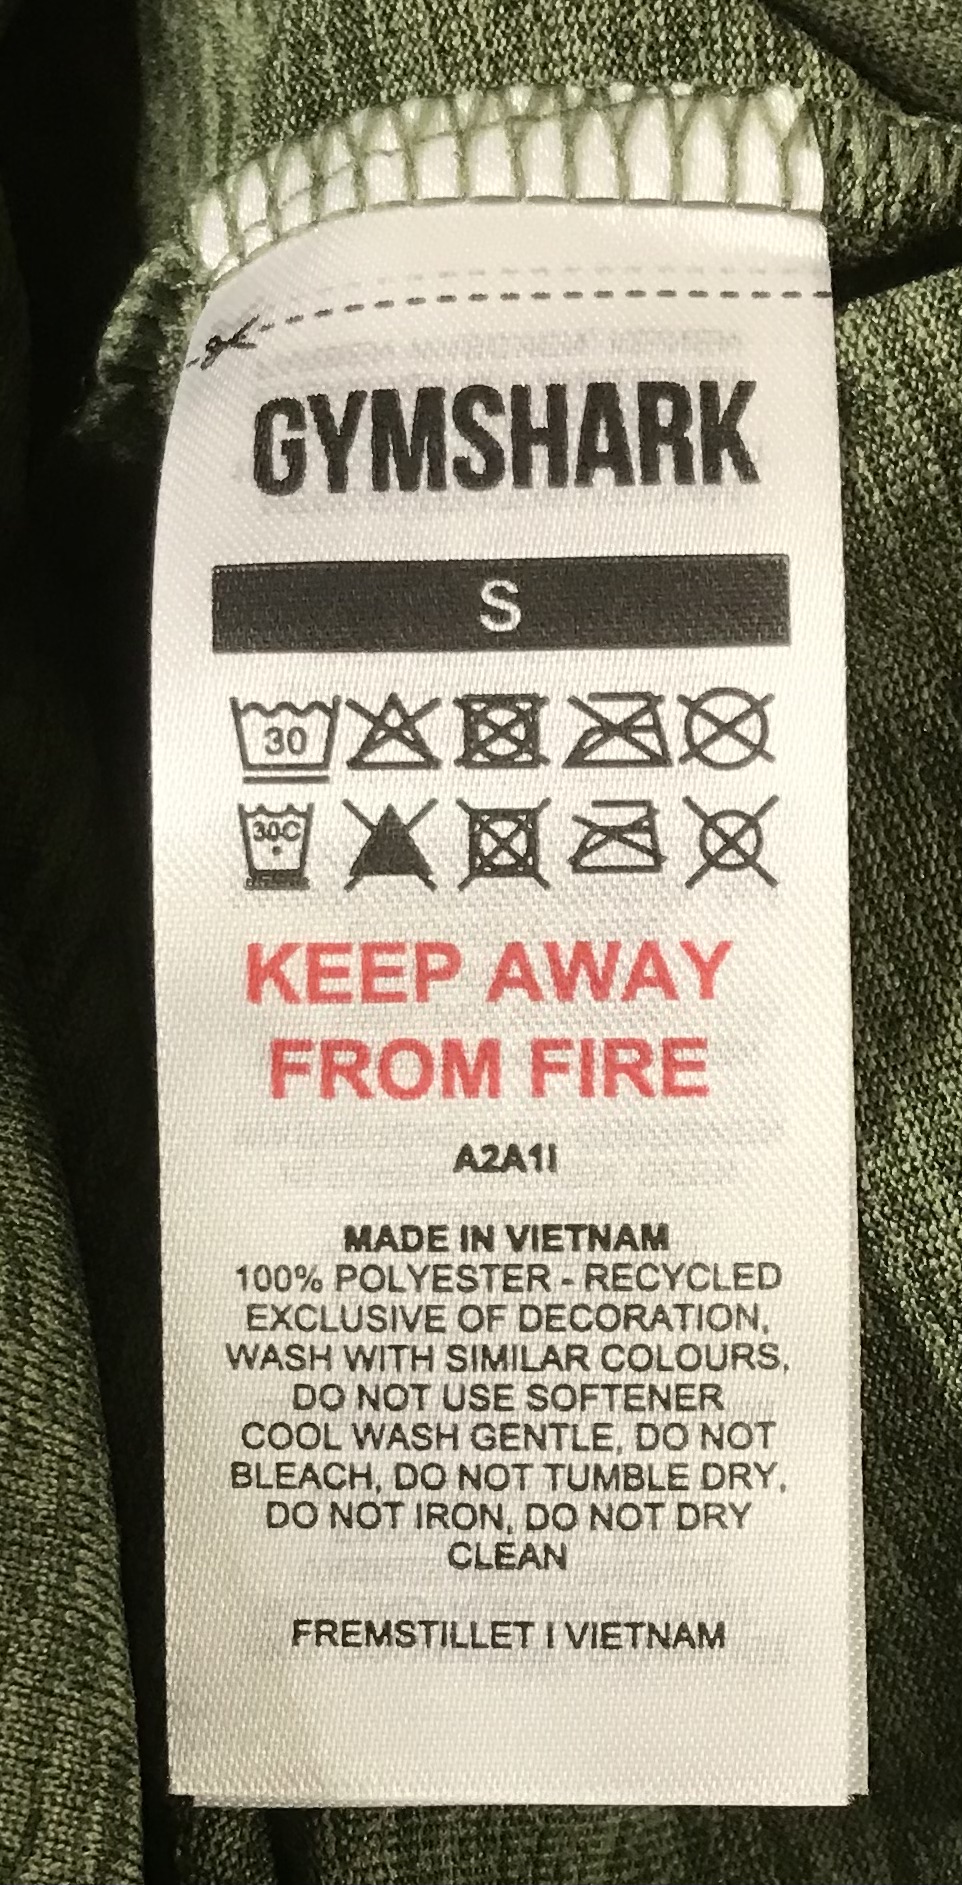 GYMSHARK
S
30
30C
KEEP AWAY
FROM FIRE
A2A1I
MADE IN VIETNAM
100% POLYESTER - RECYCLED
EXCLUSIVE OF DECORATION,
WASH WITH SIMILAR COLOURS,
DO NOT USE SOFTENER
COOL WASH GENTLE, DO NOT
BLEACH, DO NOT TUMBLE DRY,
DO NOT IRON, DO NOT DRY
CLEAN
FREMSTILLET I VIETNAM